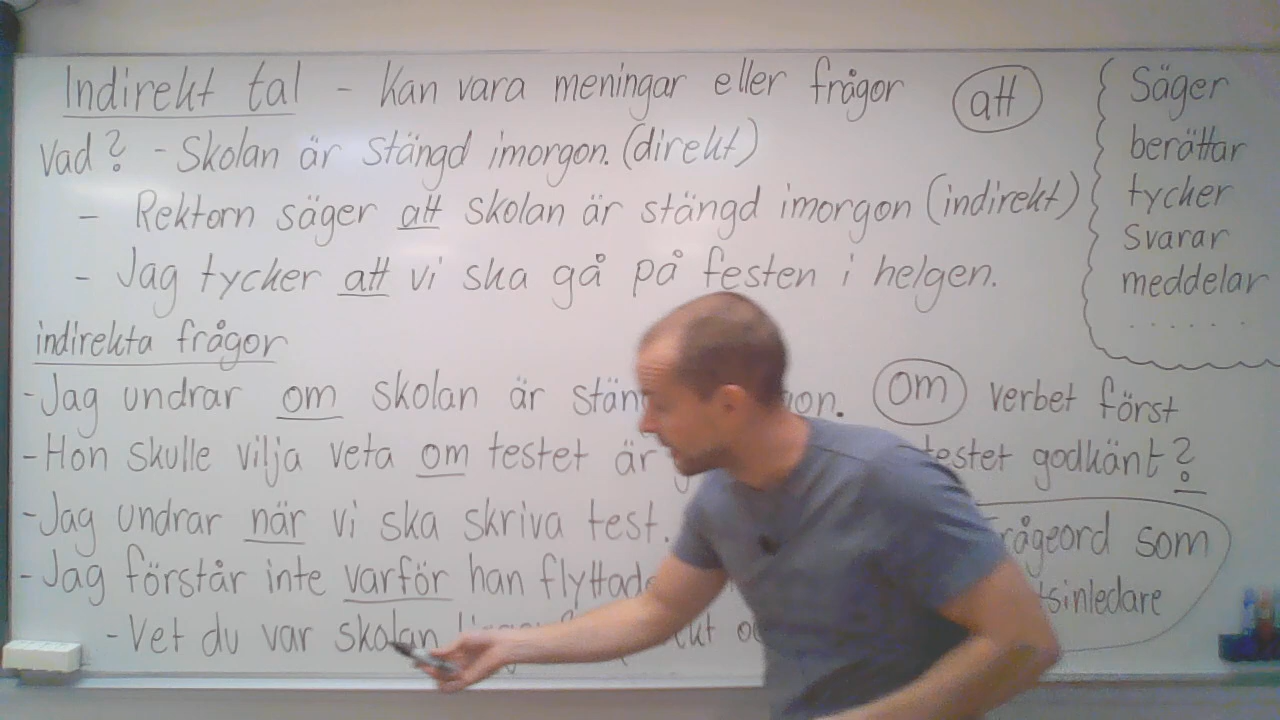 Indirekt tal - Kan vara meningar eller frågor
att
vad? - Skolan är stängd imorgon. (direkt)
- Rektorn säger att skolan är stängd imorgon (indirekt)
- Jag tycker att vi ska gå på festen i helgen.
Säger
berättar
tycker
Svarar
meddelar
. . . . . .
indirekta frågor
-Jag undrar om skolan är
om verbet först
-Hon skulle vilja veta om testet är
testet godkänt?
-Jag undrar när vi ska skriva test.
som
-Jag förstår inte varför han
-Vet du var skolan